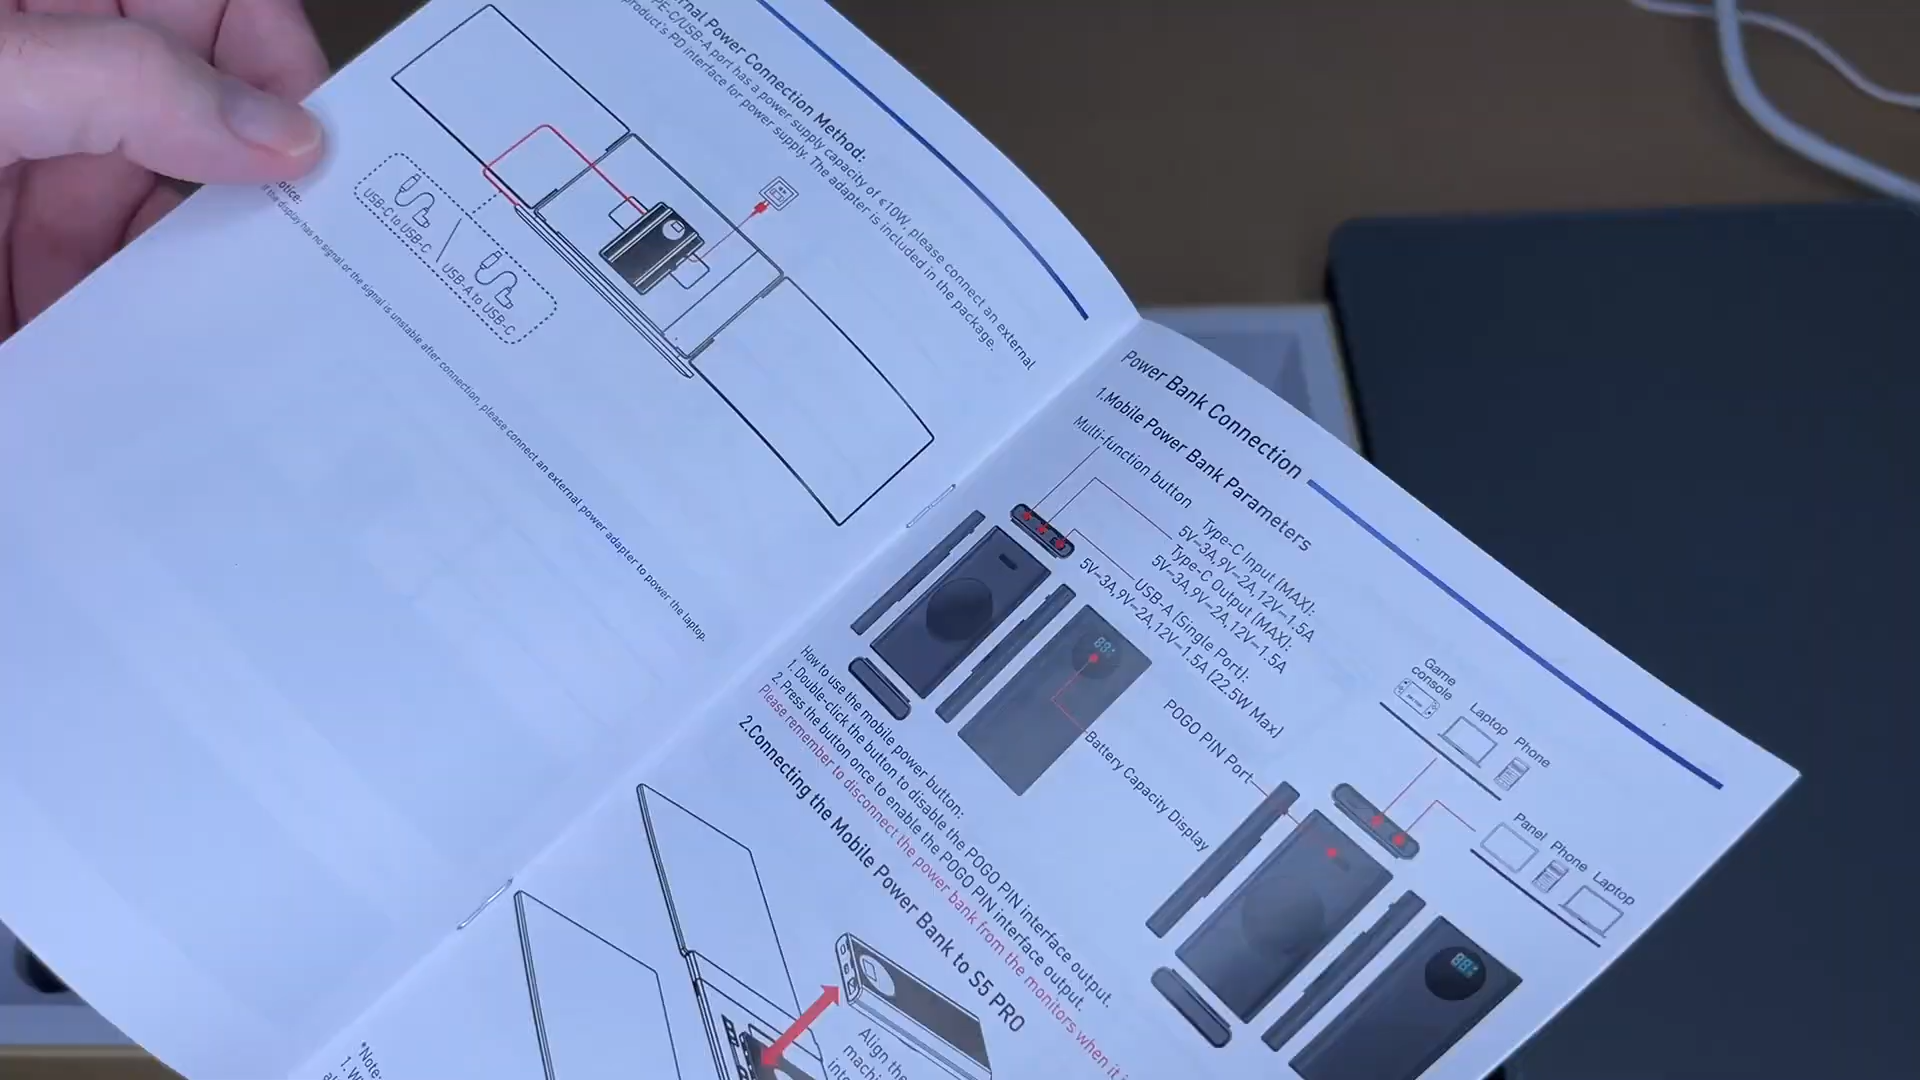 Power Connection Method:
port has a power supply capacity of ≤10W, please connect an external
product's PD interface for power supply. The adapter is included in the package.
USB-C to USB-C
USB-A to USB-C
display has no signal or the signal is unstable after connection, please connect an external power adapter to power the laptop.
Power Bank Connection
1.Mobile Power Bank Parameters
Multi-function button
Type-C Input (MAX):
5V⎓3A,9V⎓2A,12V⎓1.5A
Type-C Output (MAX):
5V⎓3A,9V⎓2A,12V⎓1.5A
USB-A (Single Port):
5V⎓3A,9V⎓2A,12V⎓1.5A (22.5W Max)
88
Battery Capacity Display
POGO PIN Port
Game
console
Laptop
Phone
Panel
Phone
Laptop
88
How to use the mobile power button:
1. Double-click the button to disable the POGO PIN interface output.
2. Press the button once to enable the POGO PIN interface output.
Please remember to disconnect the power bank from the monitors when it
2.Connecting the Mobile Power Bank to S5 PRO
Align the
*Note:
1.